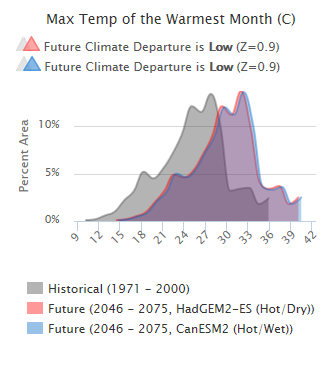 Max Temp of the Warmest Month (C)
Future Climate Departure is Low (Z=0.9)
Future Climate Departure is Low (Z=0.9)
Percent Area
10%
5%
0%
9 12 15 18 21 24 27 30 33 36 39 42
Historical (1971 - 2000)
Future (2046 - 2075, HadGEM2-ES (Hot/Dry))
Future (2046 - 2075, CanESM2 (Hot/Wet))